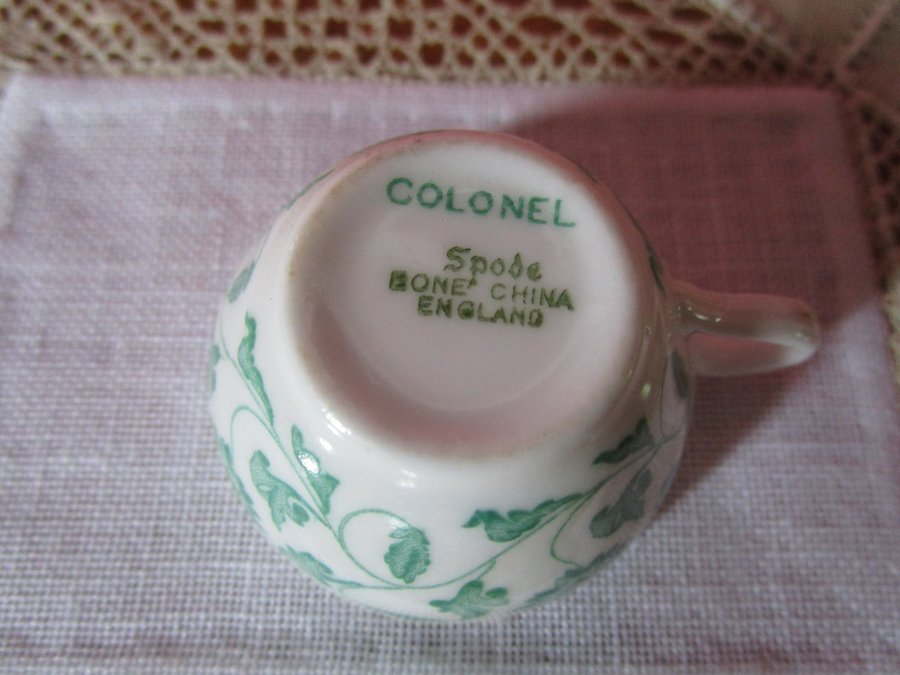 COLONEL
Spode
BONE CHINA
ENGLAND